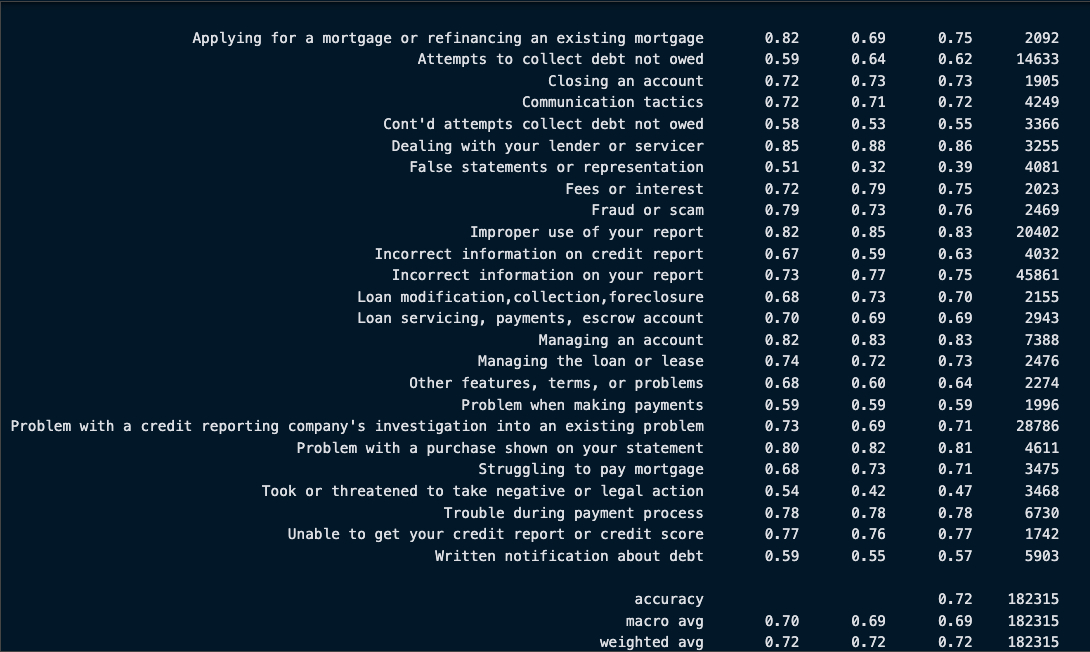 Applying for a mortgage or refinancing an existing mortgage 0.82 0.69 0.75 2092
Attempts to collect debt not owed 0.59 0.64 0.62 14633
Closing an account 0.72 0.73 0.73 1905
Communication tactics 0.72 0.71 0.72 4249
Cont'd attempts collect debt not owed 0.58 0.53 0.55 3366
Dealing with your lender or servicer 0.85 0.88 0.86 3255
False statements or representation 0.51 0.32 0.39 4081
Fees or interest 0.72 0.79 0.75 2023
Fraud or scam 0.79 0.73 0.76 2469
Improper use of your report 0.82 0.85 0.83 20402
Incorrect information on credit report 0.67 0.59 0.63 4032
Incorrect information on your report 0.73 0.77 0.75 45861
Loan modification,collection,foreclosure 0.68 0.73 0.70 2155
Loan servicing, payments, escrow account 0.70 0.69 0.69 2943
Managing an account 0.82 0.83 0.83 7388
Managing the loan or lease 0.74 0.72 0.73 2476
Other features, terms, or problems 0.68 0.60 0.64 2274
Problem when making payments 0.59 0.59 0.59 1996
Problem with a credit reporting company's investigation into an existing problem 0.73 0.69 0.71 28786
Problem with a purchase shown on your statement 0.80 0.82 0.81 4611
Struggling to pay mortgage 0.68 0.73 0.71 3475
Took or threatened to take negative or legal action 0.54 0.42 0.47 3468
Trouble during payment process 0.78 0.78 0.78 6730
Unable to get your credit report or credit score 0.77 0.76 0.77 1742
Written notification about debt 0.59 0.55 0.57 5903
accuracy 0.72 182315
macro avg 0.70 0.69 0.69 182315
weighted avg 0.72 0.72 0.72 182315